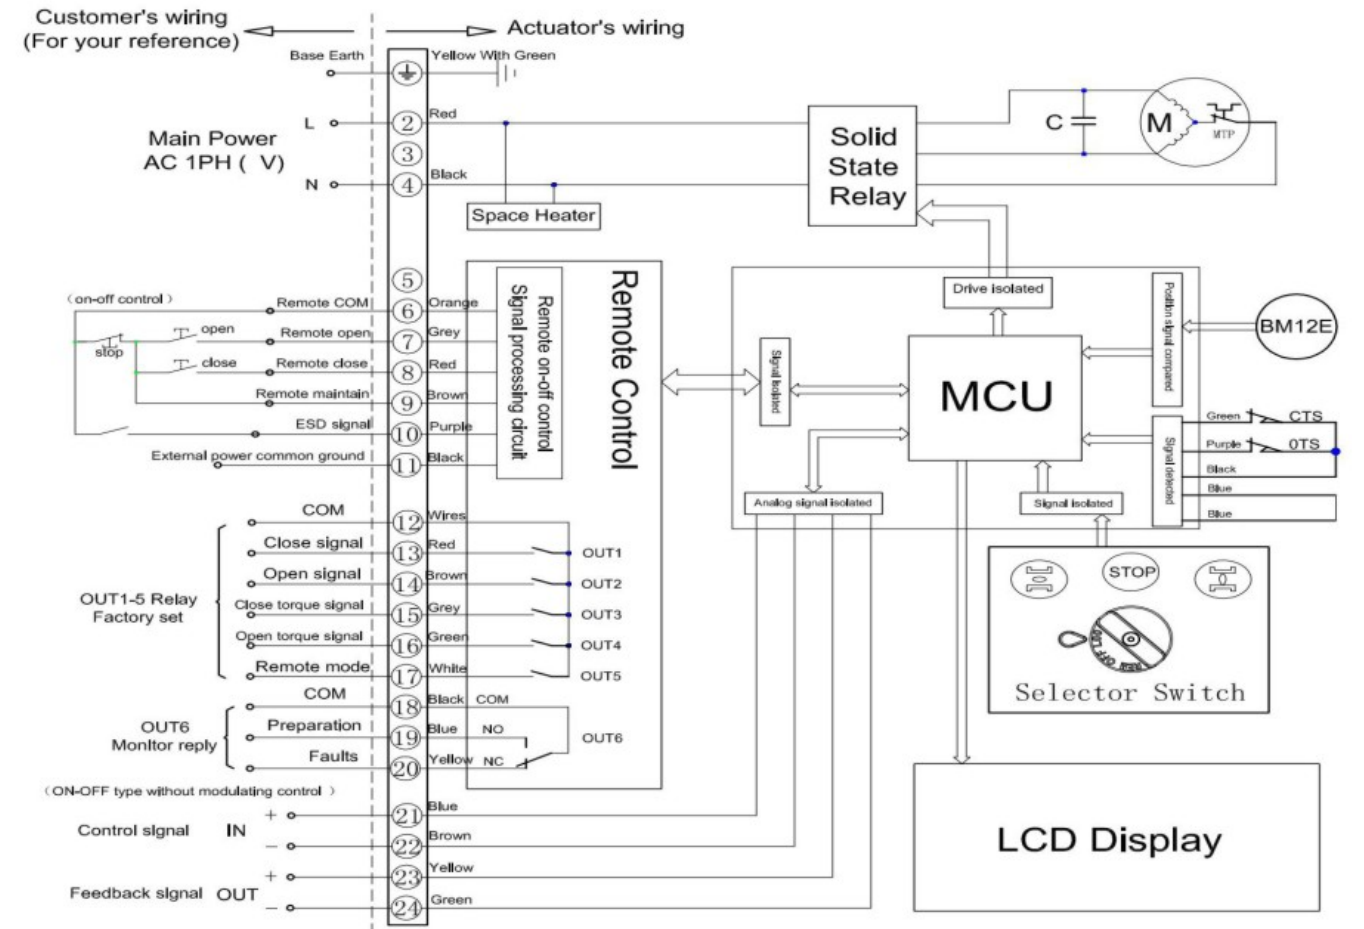 Customer's wiring
(For your reference)
Actuator's wiring
Base Earth
Yellow With Green
Main Power
AC 1PH ( V)
L
2
Red
3
N
4
Black
Space Heater
Solid
State
Relay
C
M
MTP
5
(on-off control)
Remote COM
6
Orange
open
Remote open
7
Grey
stop
close
Remote close
8
Red
Remote maintain
9
Brown
ESD signal
10
Purple
External power common ground
11
Black
Remote on-off control
Signal processing circuit
Remote Control
Drive isolated
Signal isolated
MCU
Position signal compared
BM12E
Signal detected
Green
CTS
Purple
0TS
Black
Blue
Blue
Analog signal isolated
Signal isolated
OUT1-5 Relay
Factory set
COM
12
Wires
Close signal
13
Red
OUT1
Open signal
14
Brown
OUT2
Close torque signal
15
Grey
OUT3
Open torque signal
16
Green
OUT4
Remote mode
17
White
OUT5
OUT6
Monitor reply
COM
18
Black
COM
Preparation
19
Blue
NO
OUT6
Faults
20
Yellow
NC
(ON-OFF type without modulating control )
Control signal
IN
+
21
Blue
−
22
Brown
Feedback signal
OUT
+
23
Yellow
−
24
Green
STOP
REM OFF LOC
Selector Switch
LCD Display